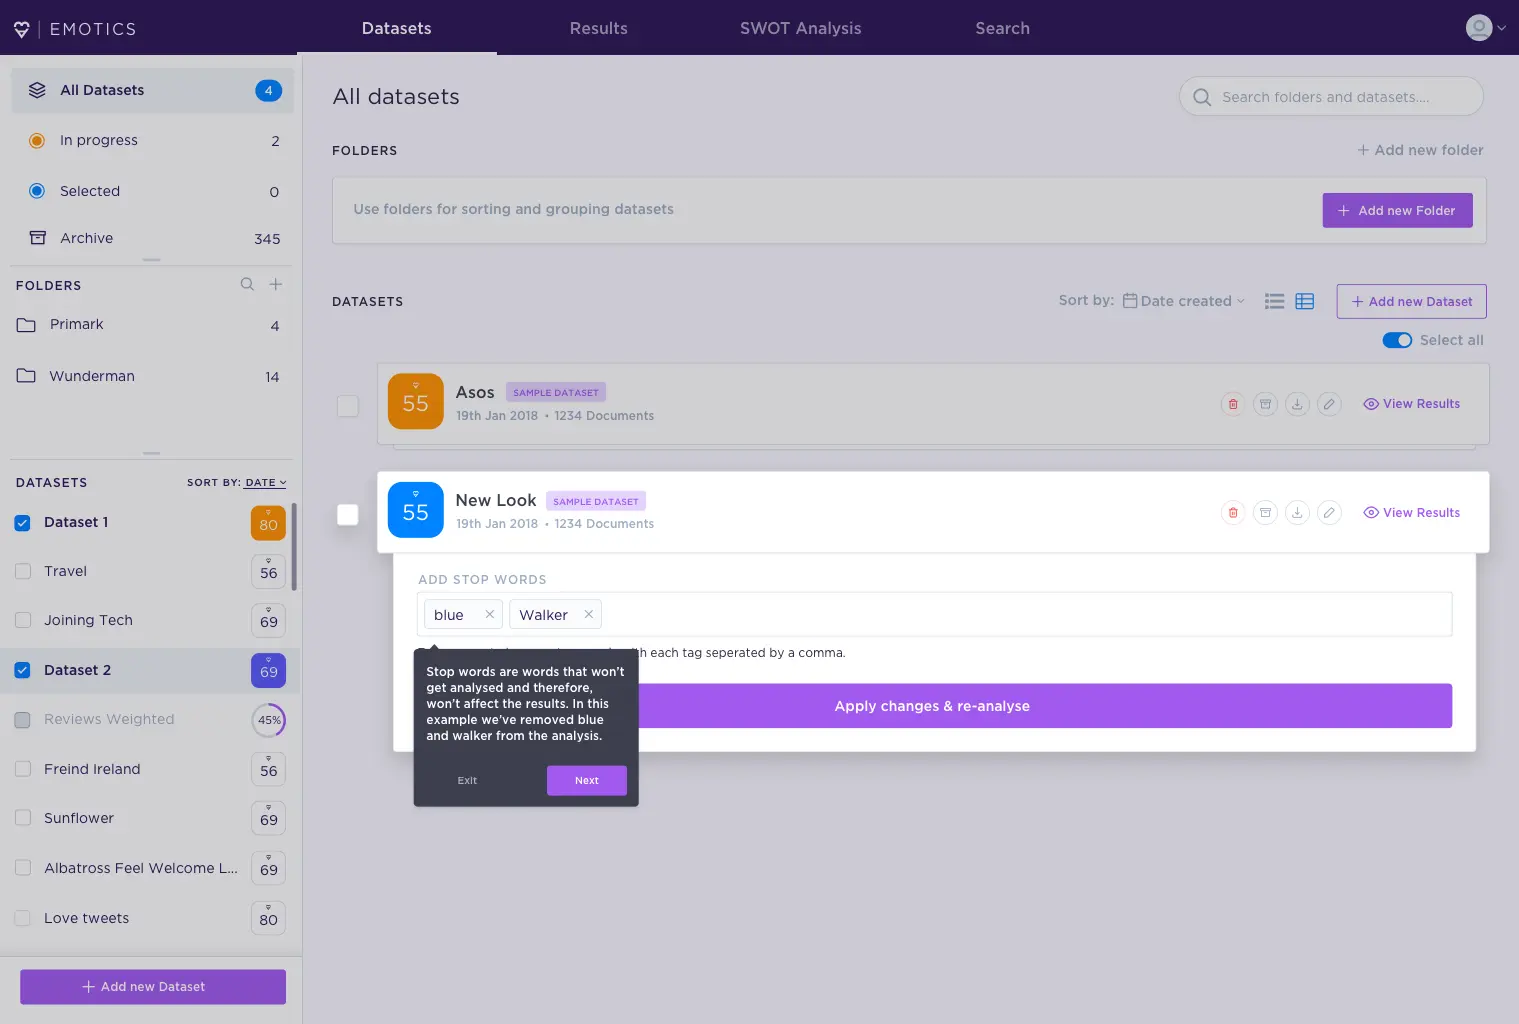 EMOTICS
Datasets
Results
SWOT Analysis
Search
All Datasets
4
In progress
2
Selected
0
Archive
345
FOLDERS
Primark
4
Wunderman
14
DATASETS
SORT BY: DATE
Dataset 1
80
Travel
56
Joining Tech
69
Dataset 2
69
Reviews Weighted
45%
Freind Ireland
56
Sunflower
69
Albatross Feel Welcome L...
69
Love tweets
80
+ Add new Dataset
All datasets
Search folders and datasets....
FOLDERS
+ Add new folder
Use folders for sorting and grouping datasets
+ Add new Folder
DATASETS
Sort by: Date created
+ Add new Dataset
Select all
55
Asos
SAMPLE DATASET
19th Jan 2018 • 1234 Documents
View Results
55
New Look
SAMPLE DATASET
19th Jan 2018 • 1234 Documents
View Results
ADD STOP WORDS
blue ×
Walker ×
each tag seperated by a comma.
Stop words are words that won't
get analysed and therefore,
won't affect the results. In this
example we've removed blue
and walker from the analysis.
Exit
Next
Apply changes & re-analyse